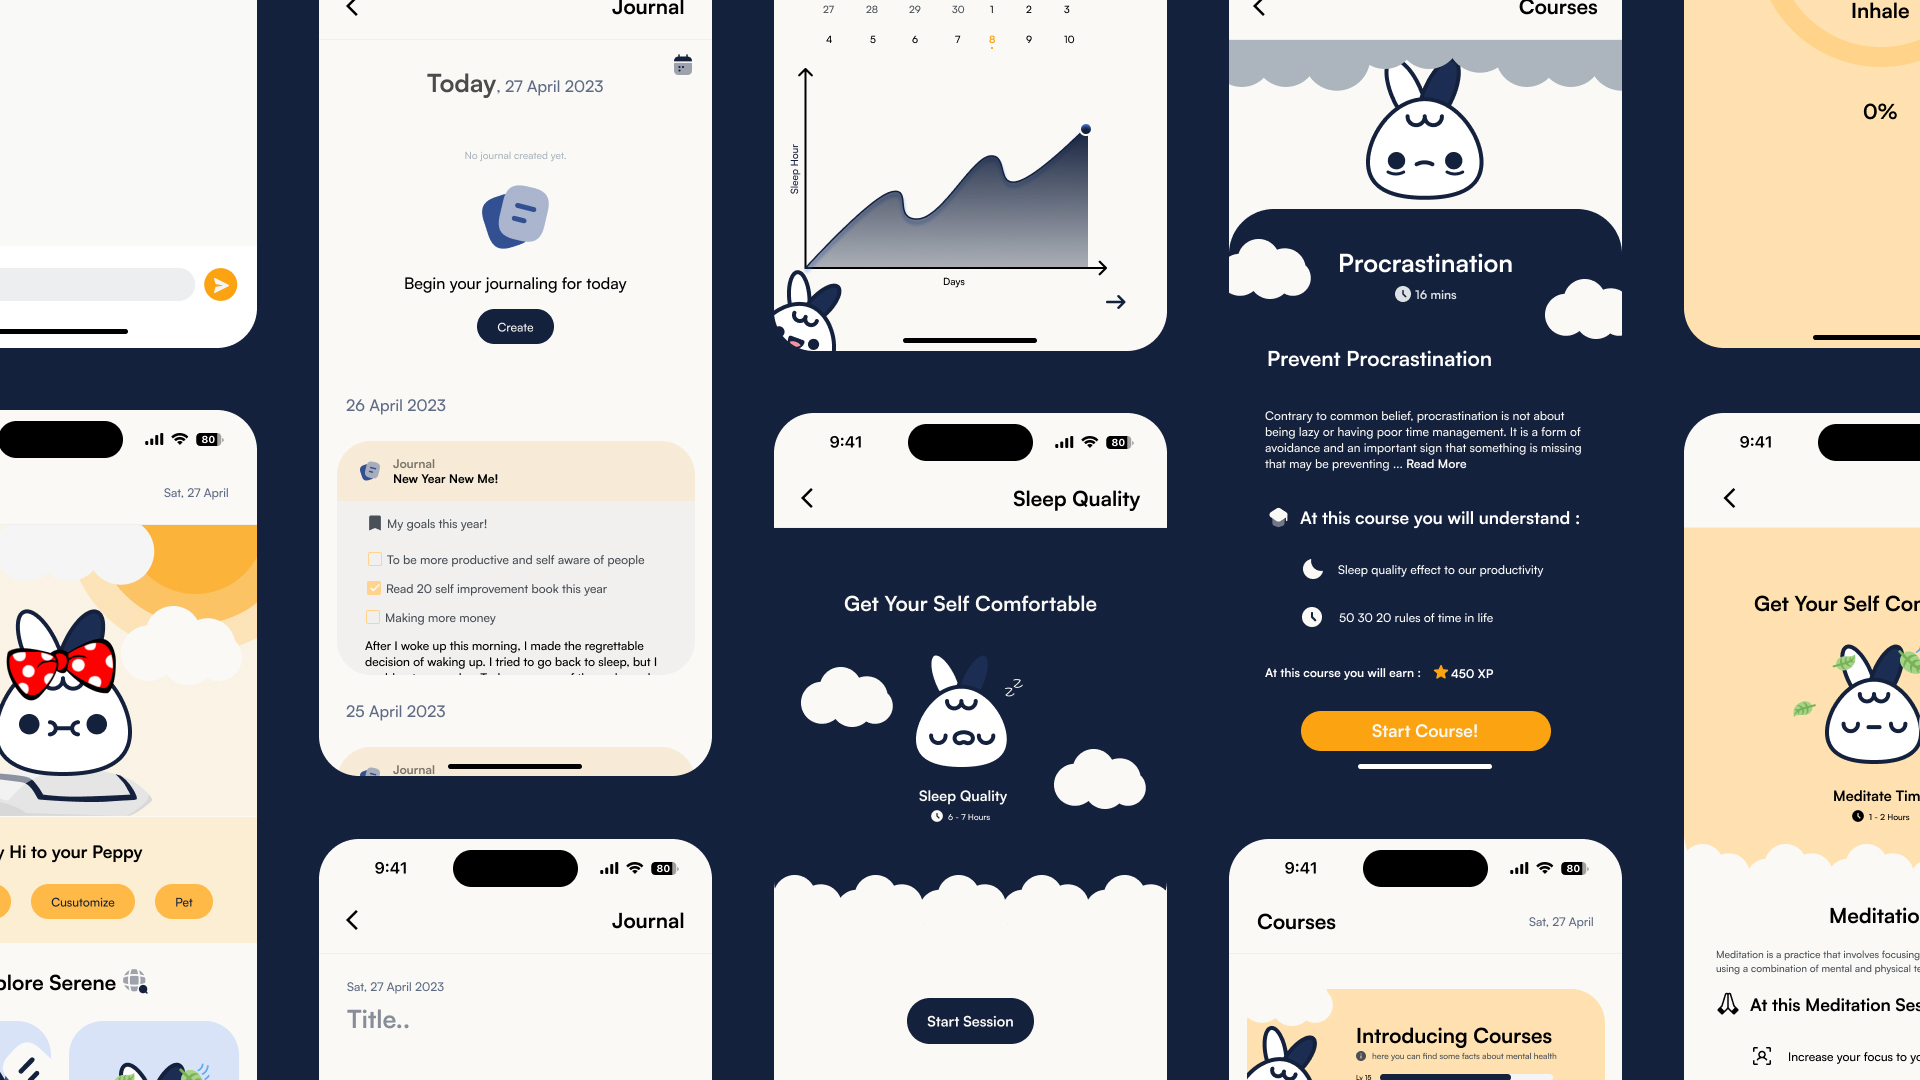 80
Sat, 27 April
Hi to your Peppy
Cusutomize
Pet
Serene
Journal
Today, 27 April 2023
No journal created yet.
Begin your journaling for today
Create
26 April 2023
Journal
New Year New Me!
My goals this year!
To be more productive and self aware of people
Read 20 self improvement book this year
Making more money
After I woke up this morning, I made the regrettable
decision of waking up. I tried to go back to sleep, but I
25 April 2023
Journal
9:41
80
Journal
Sat, 27 April 2023
Title..
27 28 29 30 1 2 3
4 5 6 7 8 9 10
Sleep Hour
Days
9:41
80
Sleep Quality
Get Your Self Comfortable
zZ
Sleep Quality
6 - 7 Hours
Start Session
Courses
Procrastination
16 mins
Prevent Procrastination
Contrary to common belief, procrastination is not about
being lazy or having poor time management. It is a form of
avoidance and an important sign that something is missing
that may be preventing ... Read More
At this course you will understand :
Sleep quality effect to our productivity
50 30 20 rules of time in life
At this course you will earn : 450 XP
Start Course!
9:41
80
Courses
Sat, 27 April
Introducing Courses
here you can find some facts about mental health
Lv 15
Inhale
0%
9:41
Get Your Self
Meditate
1 - 2 Hours
Meditation is a practice that involves focusing
using a combination of mental and physical
At this Meditation
Increase your focus to